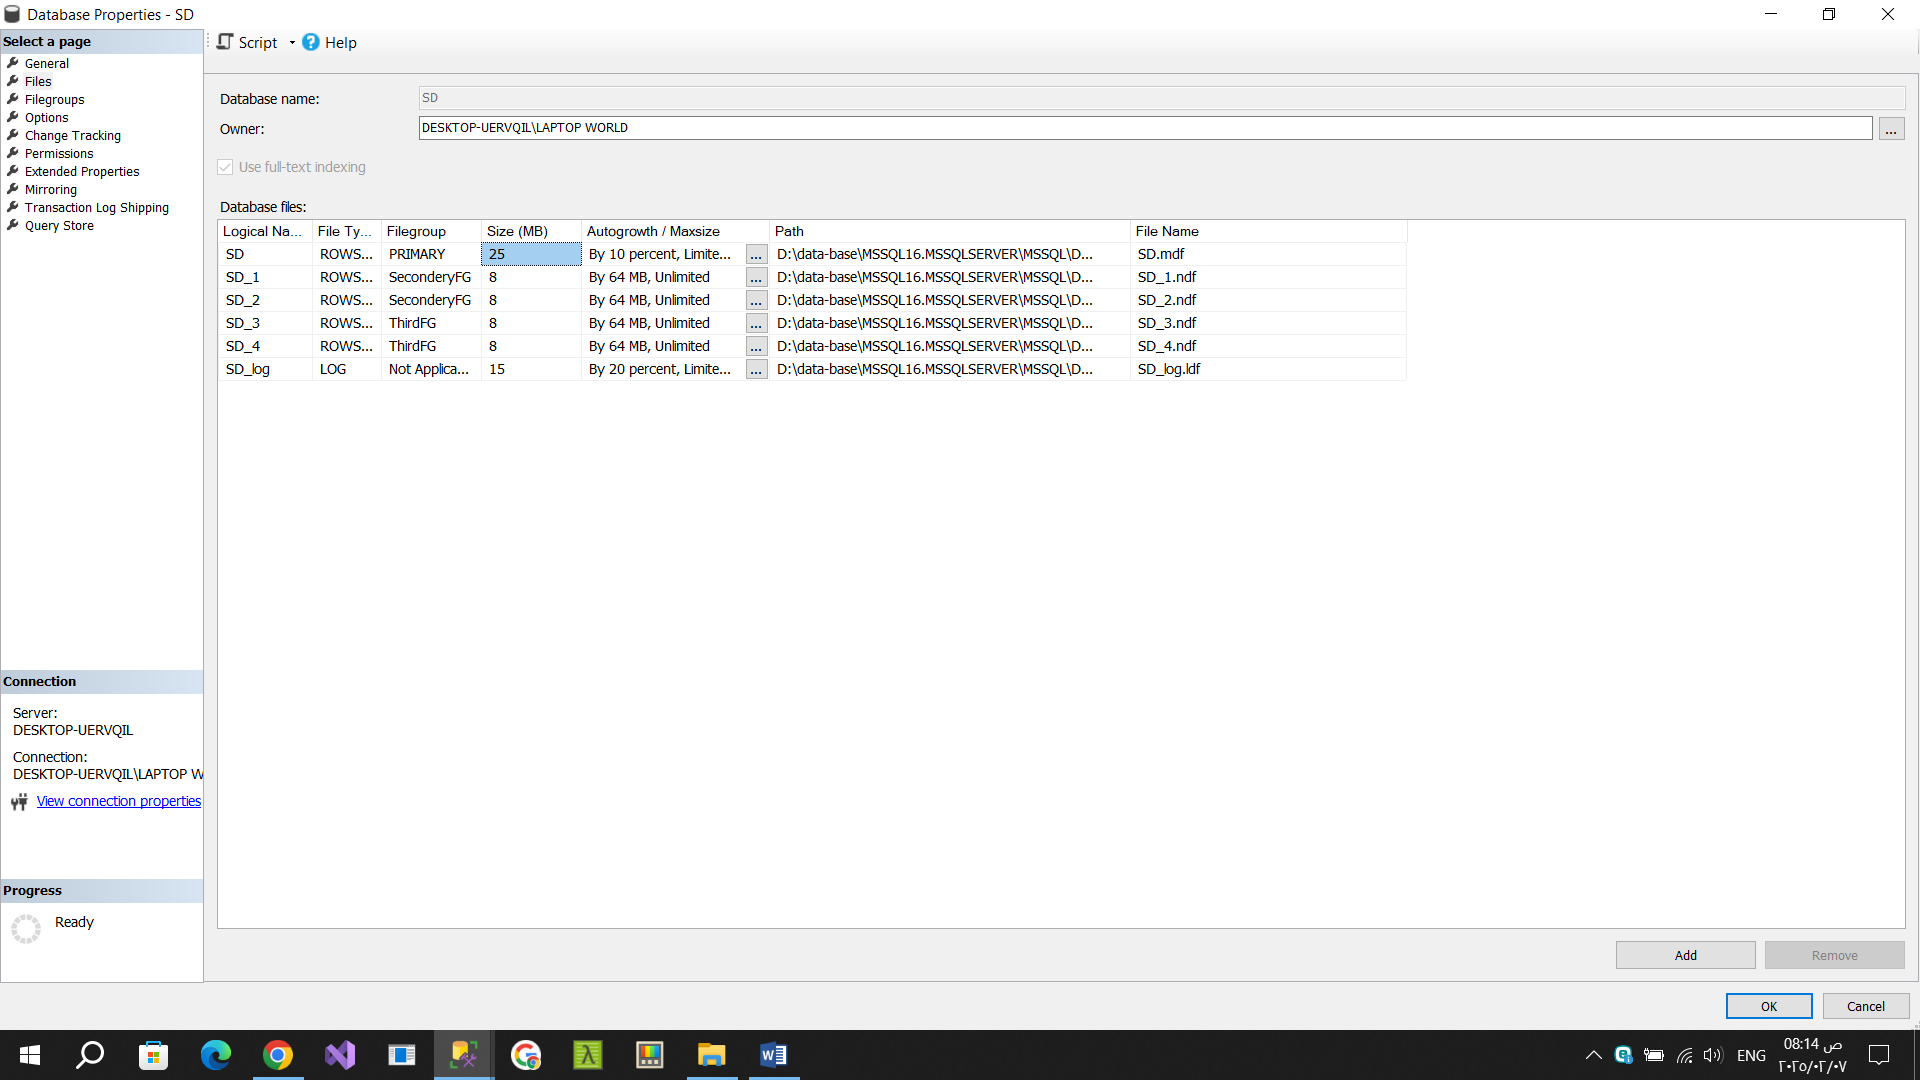 Database Properties - SD
Select a page
General
Files
Filegroups
Options
Change Tracking
Permissions
Extended Properties
Mirroring
Transaction Log Shipping
Query Store
Script Help
Database name: SD
Owner: DESKTOP-UERVQIL\LAPTOP WORLD ...
Use full-text indexing
Database files:
Logical Na... File Ty... Filegroup Size (MB) Autogrowth / Maxsize Path File Name
SD ROWS... PRIMARY 25 By 10 percent, Limite... ... D:\data-base\MSSQL16.MSSQLSERVER\MSSQL\D... SD.mdf
SD_1 ROWS... SeconderyFG 8 By 64 MB, Unlimited ... D:\data-base\MSSQL16.MSSQLSERVER\MSSQL\D... SD_1.ndf
SD_2 ROWS... SeconderyFG 8 By 64 MB, Unlimited ... D:\data-base\MSSQL16.MSSQLSERVER\MSSQL\D... SD_2.ndf
SD_3 ROWS... ThirdFG 8 By 64 MB, Unlimited ... D:\data-base\MSSQL16.MSSQLSERVER\MSSQL\D... SD_3.ndf
SD_4 ROWS... ThirdFG 8 By 64 MB, Unlimited ... D:\data-base\MSSQL16.MSSQLSERVER\MSSQL\D... SD_4.ndf
SD_log LOG Not Applica... 15 By 20 percent, Limite... ... D:\data-base\MSSQL16.MSSQLSERVER\MSSQL\D... SD_log.ldf
Connection
Server:
DESKTOP-UERVQIL
Connection:
DESKTOP-UERVQIL\LAPTOP W
View connection properties
Progress
Ready
Add Remove
OK Cancel
ENG
08:14 ص
٢٠٢٥/٠٢/٠٧